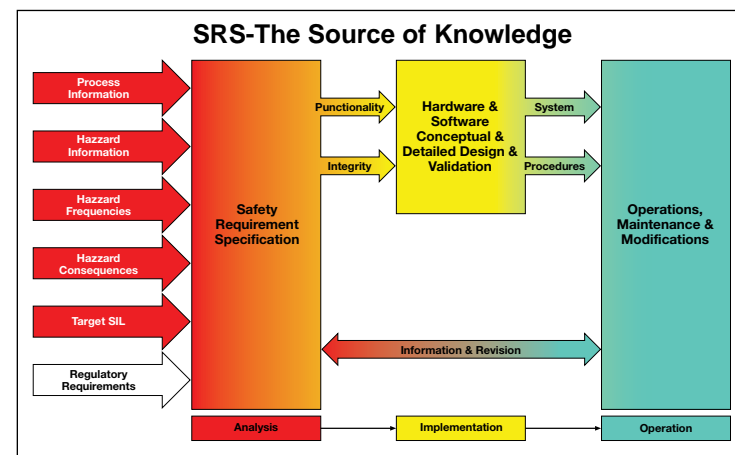 SRS-The Source of Knowledge
Process
Information
Hazzard
Information
Hazzard
Frequencies
Hazzard
Consequences
Target SIL
Regulatory
Requirements
Safety
Requirement
Specification
Punctionality
Integrity
Hardware &
Software
Conceptual &
Detailed Design &
Validation
System
Procedures
Operations,
Maintenance &
Modifications
Information & Revision
Analysis
Implementation
Operation